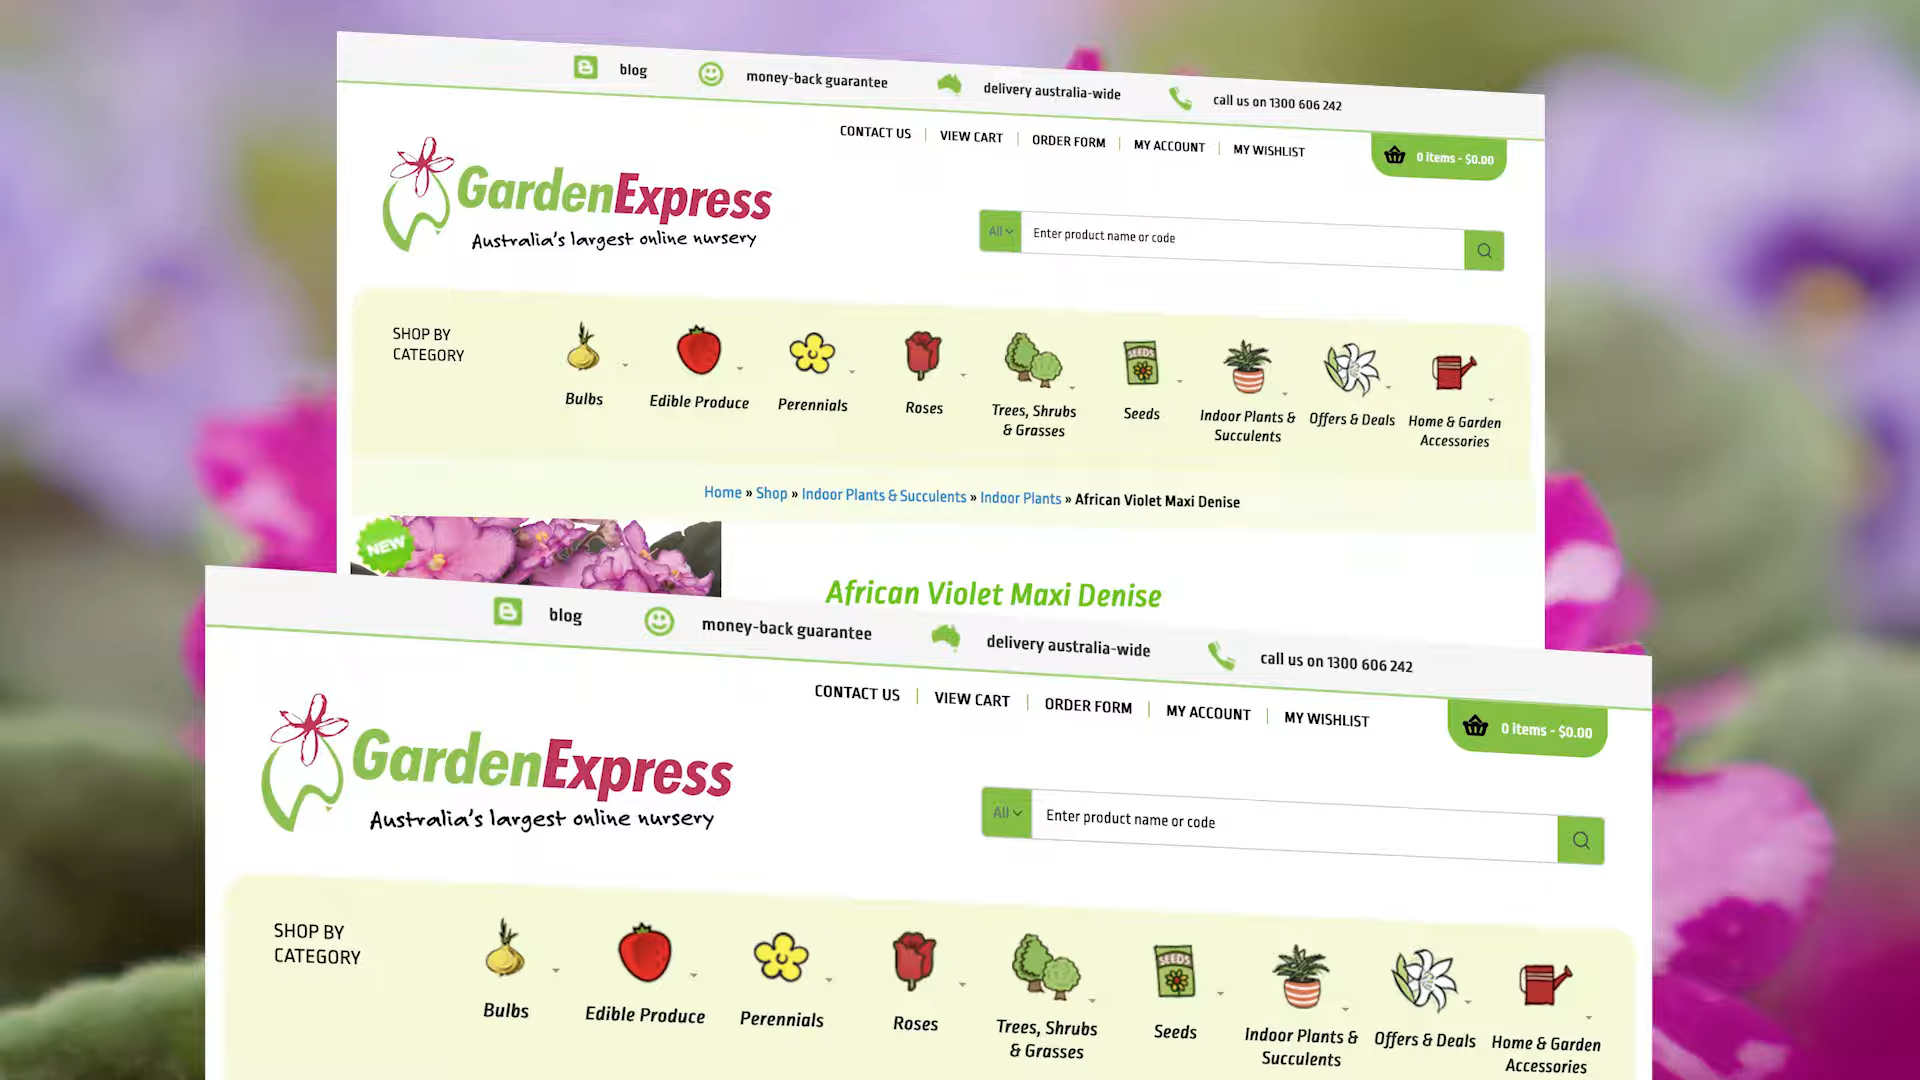 blog
money-back guarantee
delivery australia-wide
call us on 1300 606 242
CONTACT US
VIEW CART
ORDER FORM
MY ACCOUNT
MY WISHLIST
0 items - $0.00
GardenExpress
Australia's largest online nursery
All
Enter product name or code
SHOP BY
CATEGORY
Bulbs
Edible Produce
Perennials
Roses
Trees, Shrubs
& Grasses
SEEDS
Seeds
Indoor Plants &
Succulents
Offers & Deals
Home & Garden
Accessories
Home » Shop » Indoor Plants & Succulents » Indoor Plants » African Violet Maxi Denise
NEW
African Violet Maxi Denise
blog
money-back guarantee
delivery australia-wide
call us on 1300 606 242
CONTACT US
VIEW CART
ORDER FORM
MY ACCOUNT
MY WISHLIST
0 items - $0.00
GardenExpress
Australia's largest online nursery
All
Enter product name or code
SHOP BY
CATEGORY
Bulbs
Edible Produce
Perennials
Roses
Trees, Shrubs
& Grasses
SEEDS
Seeds
Indoor Plants &
Succulents
Offers & Deals
Home & Garden
Accessories